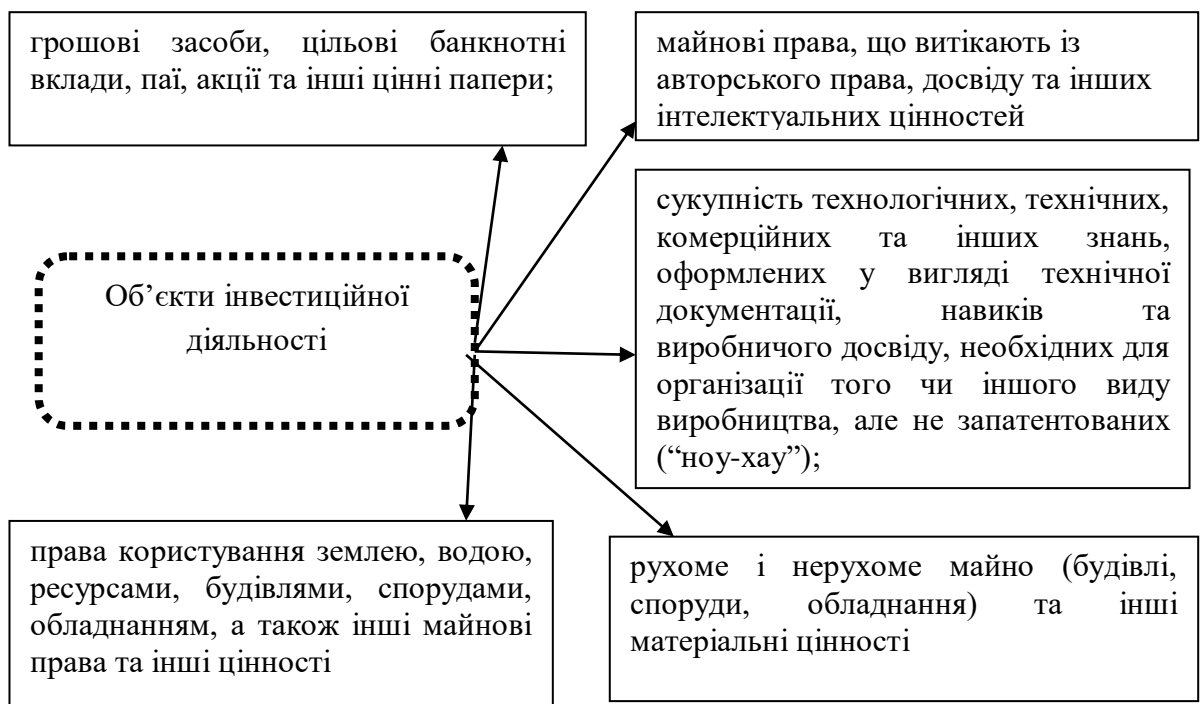 грошові засоби, цільові банкнотні
вклади, паї, акції та інші цінні папери;
майнові права, що витікають із
авторського права, досвіду та інших
інтелектуальних цінностей
сукупність технологічних, технічних,
комерційних та інших знань,
оформлених у вигляді технічної
документації, навиків та
виробничого досвіду, необхідних для
організації того чи іншого виду
виробництва, але не запатентованих
(“ноу-хау”);
Об’єкти інвестиційної
діяльності
права користування землею, водою,
ресурсами, будівлями, спорудами,
обладнанням, а також інші майнові
права та інші цінності
рухоме і нерухоме майно (будівлі,
споруди, обладнання) та інші
матеріальні цінності